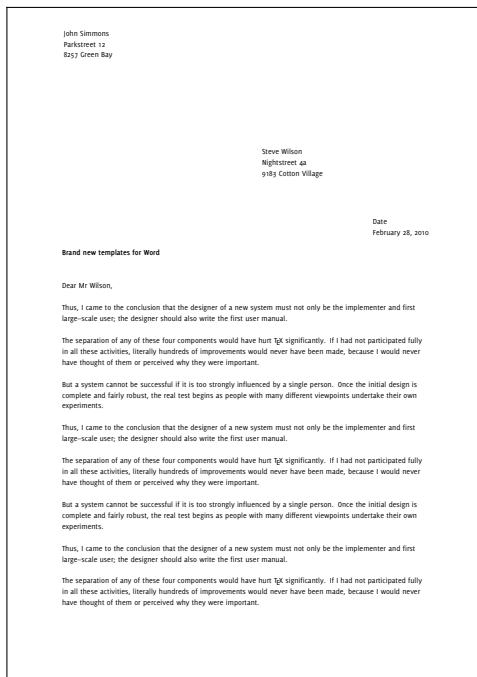 John Simmons
Parkstreet 12
8257 Green Bay
Steve Wilson
Nightstreet 4a
9183 Cotton Village
Date
February 28, 2010
Brand new templates for Word
Dear Mr Wilson,
Thus, I came to the conclusion that the designer of a new system must not only be the implementer and first
large–scale user; the designer should also write the first user manual.
The separation of any of these four components would have hurt TEX significantly. If I had not participated fully
in all these activities, literally hundreds of improvements would never have been made, because I would never
have thought of them or perceived why they were important.
But a system cannot be successful if it is too strongly influenced by a single person. Once the initial design is
complete and fairly robust, the real test begins as people with many different viewpoints undertake their own
experiments.
Thus, I came to the conclusion that the designer of a new system must not only be the implementer and first
large–scale user; the designer should also write the first user manual.
The separation of any of these four components would have hurt TEX significantly. If I had not participated fully
in all these activities, literally hundreds of improvements would never have been made, because I would never
have thought of them or perceived why they were important.
But a system cannot be successful if it is too strongly influenced by a single person. Once the initial design is
complete and fairly robust, the real test begins as people with many different viewpoints undertake their own
experiments.
Thus, I came to the conclusion that the designer of a new system must not only be the implementer and first
large–scale user; the designer should also write the first user manual.
The separation of any of these four components would have hurt TEX significantly. If I had not participated fully
in all these activities, literally hundreds of improvements would never have been made, because I would never
have thought of them or perceived why they were important.